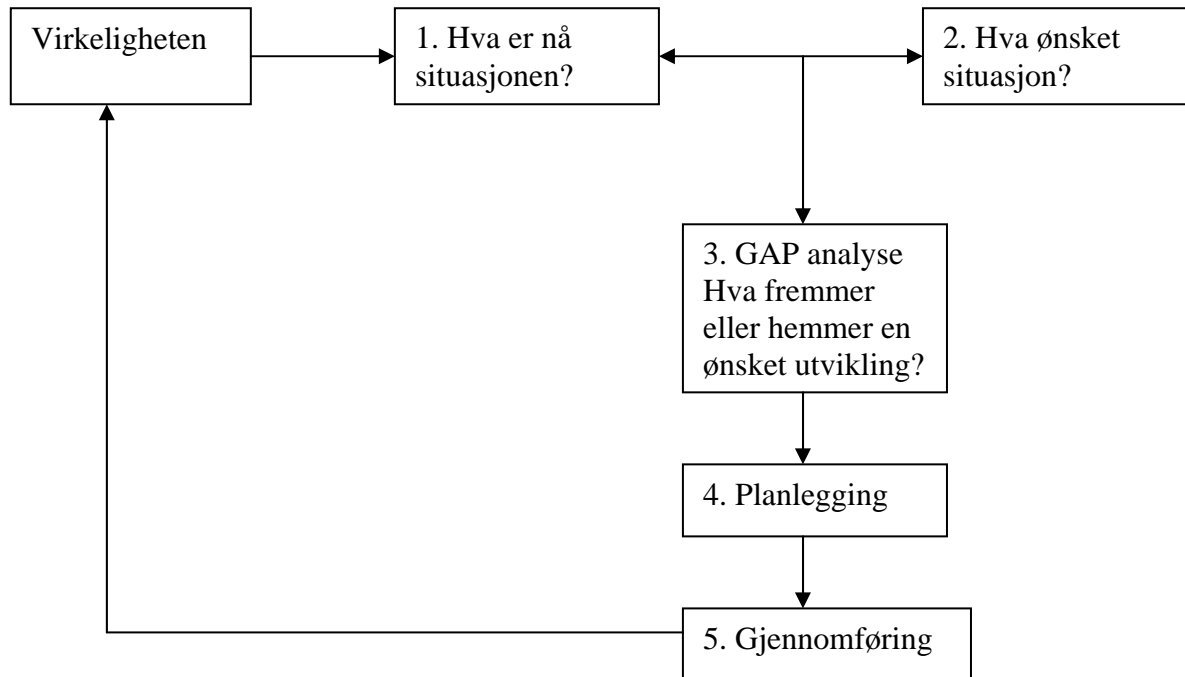 Virkeligheten
1. Hva er nå
situasjonen?
2. Hva ønsket
situasjon?
3. GAP analyse
Hva fremmer
eller hemmer en
ønsket utvikling?
4. Planlegging
5. Gjennomføring